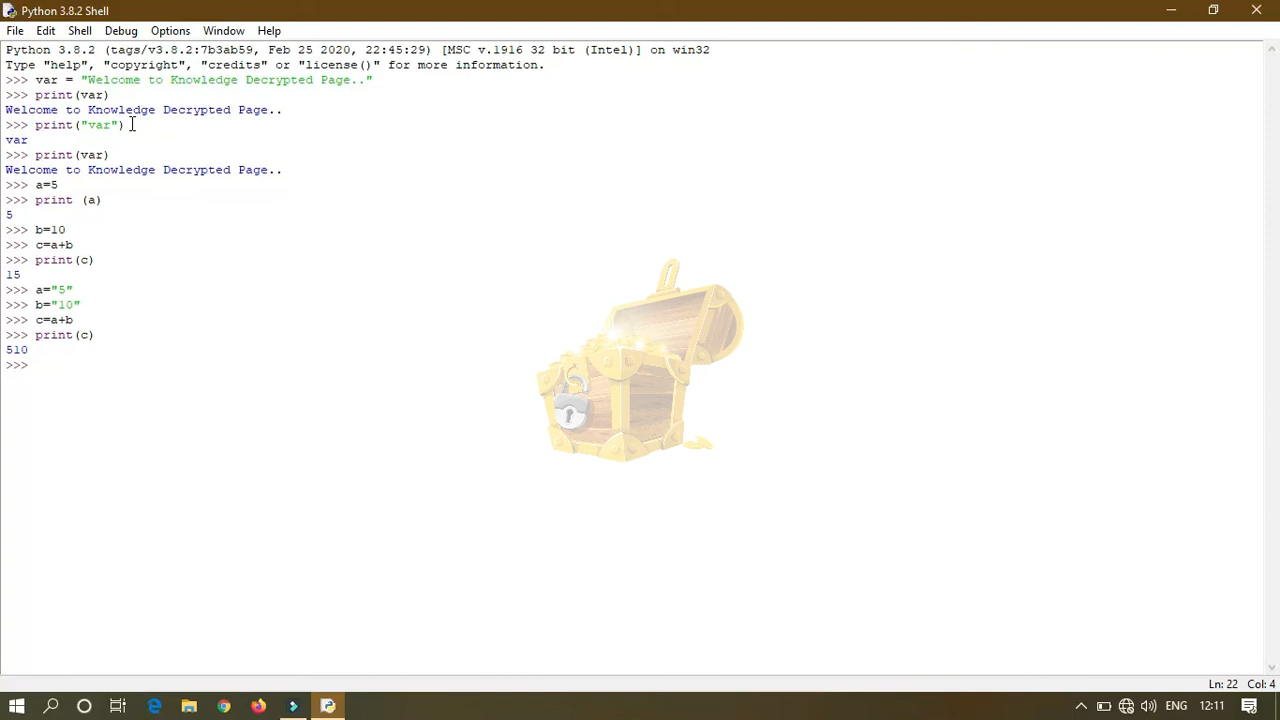 Python 3.8.2 Shell
File Edit Shell Debug Options Window Help
Python 3.8.2 (tags/v3.8.2:7b3ab59, Feb 25 2020, 22:45:29) [MSC v.1916 32 bit (Intel)] on win32
Type "help", "copyright", "credits" or "license()" for more information.
>>> var = "Welcome to Knowledge Decrypted Page.."
>>> print(var)
Welcome to Knowledge Decrypted Page..
>>> print("var")
var
>>> print(var)
Welcome to Knowledge Decrypted Page..
>>> a=5
>>> print (a)
5
>>> b=10
>>> c=a+b
>>> print(c)
15
>>> a="5"
>>> b="10"
>>> c=a+b
>>> print(c)
510
>>>
Ln: 22 Col: 4
ENG 12:11